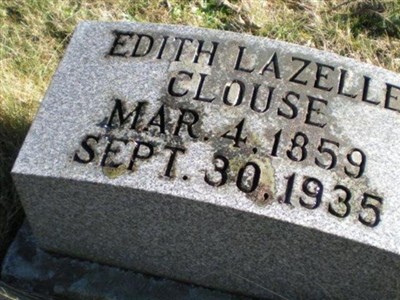 EDITH LAZELLE
CLOUSE
MAR. 4, 1859
SEPT. 30, 1935